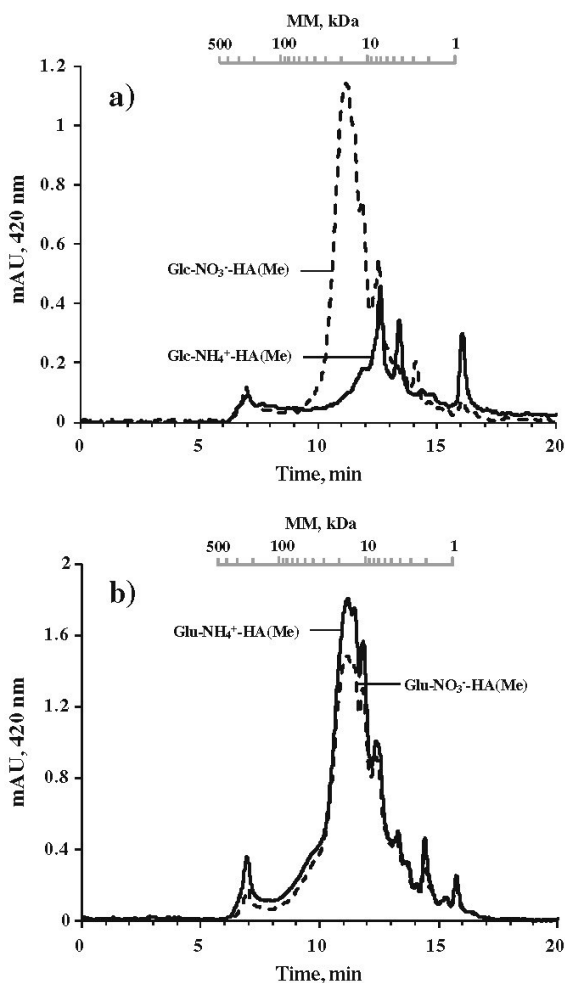 MM, kDa
500 100 10 1
a)
1.2
1
0.8
0.6
0.4
0.2
0
mAU, 420 nm
Glc-NO₃⁻-HA(Me)
Glc-NH₄⁺-HA(Me)
0 5 10 15 20
Time, min
MM, kDa
500 100 10 1
b)
2
1.6
1.2
0.8
0.4
0
mAU, 420 nm
Glu-NH₄⁺-HA(Me)
Glu-NO₃⁻-HA(Me)
0 6 10 15 20
Time, min